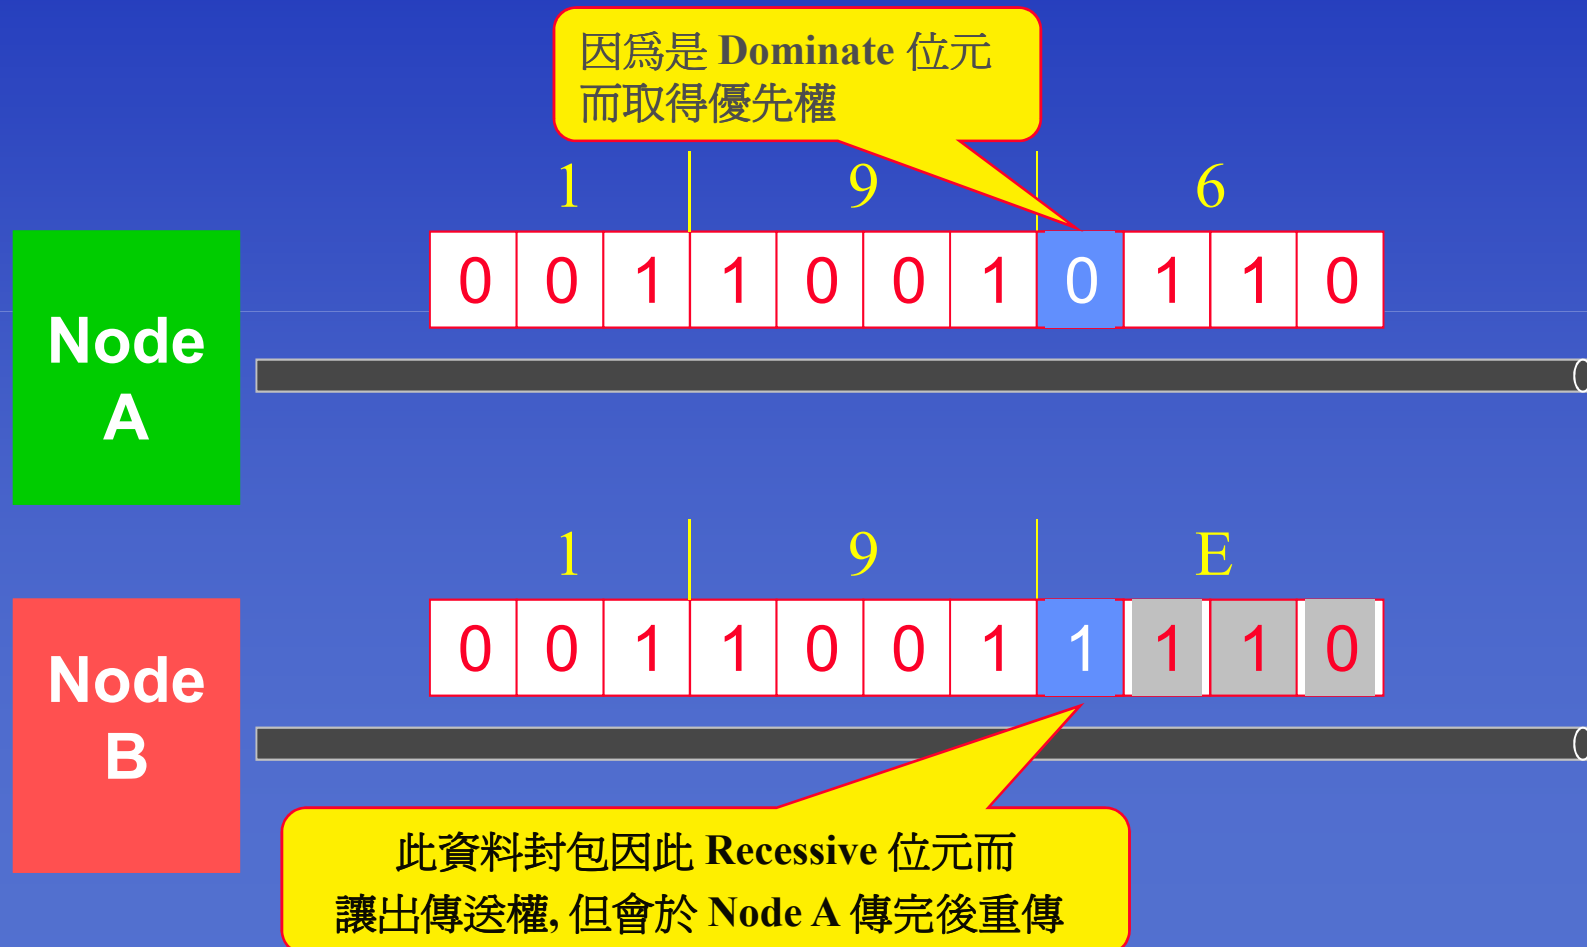 因為是 Dominate 位元
而取得優先權
1 9 6
0 0 1 1 0 0 1 0 1 1 0
Node
A
1 9 E
0 0 1 1 0 0 1 1 1 1 0
Node
B
此資料封包因此 Recessive 位元而
讓出傳送權, 但會於 Node A 傳完後重傳